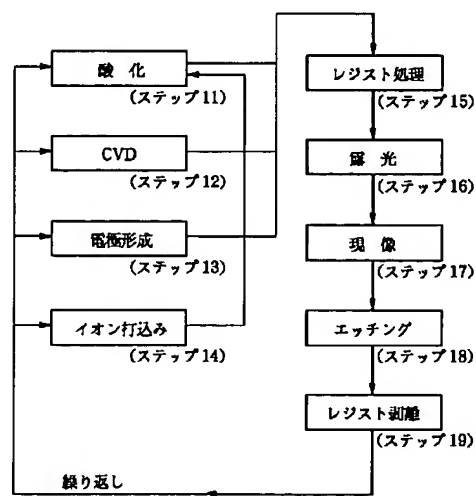 酸 化
(ステップ11)
CVD
(ステップ12)
電極形成
(ステップ13)
イオン打込み
(ステップ14)
レジスト処理
(ステップ15)
露 光
(ステップ16)
現 像
(ステップ17)
エッチング
(ステップ18)
レジスト剥離
(ステップ19)
繰り返し